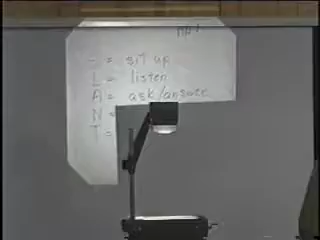 - = sit up
L = listen
A = ask/answer
N =
T =